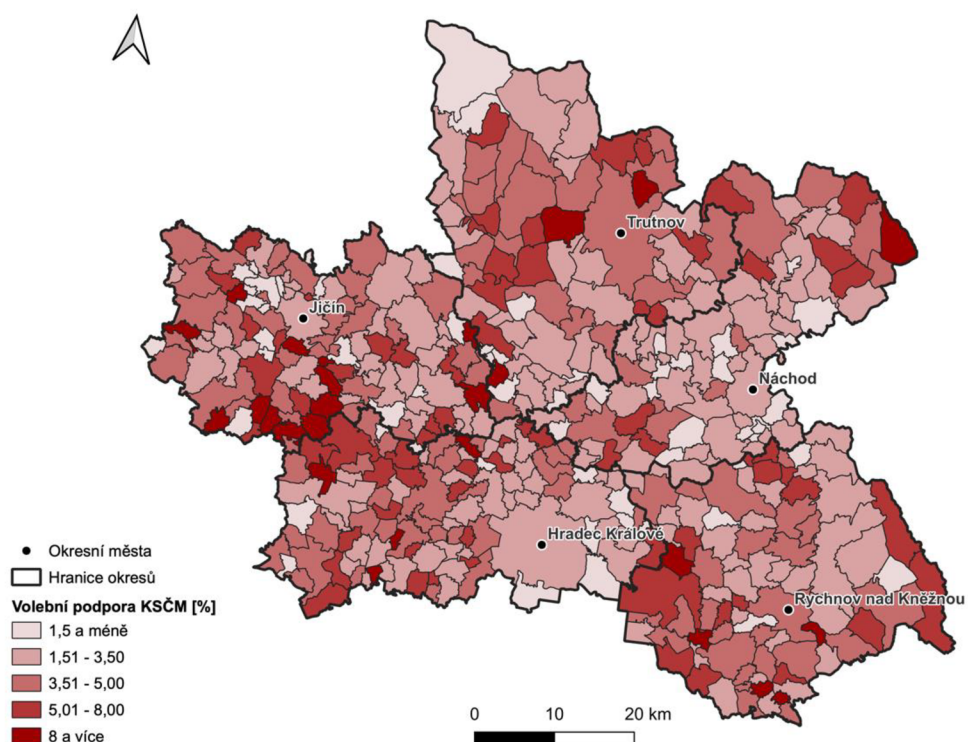 Trutnov
Jičín
Náchod
Hradec Králové
Rychnov nad Kněžnou
Okresní města
Hranice okresů
Volební podpora KSČM [%]
1,5 a méně
1,51 - 3,50
3,51 - 5,00
5,01 - 8,00
8 a více
0 10 20 km